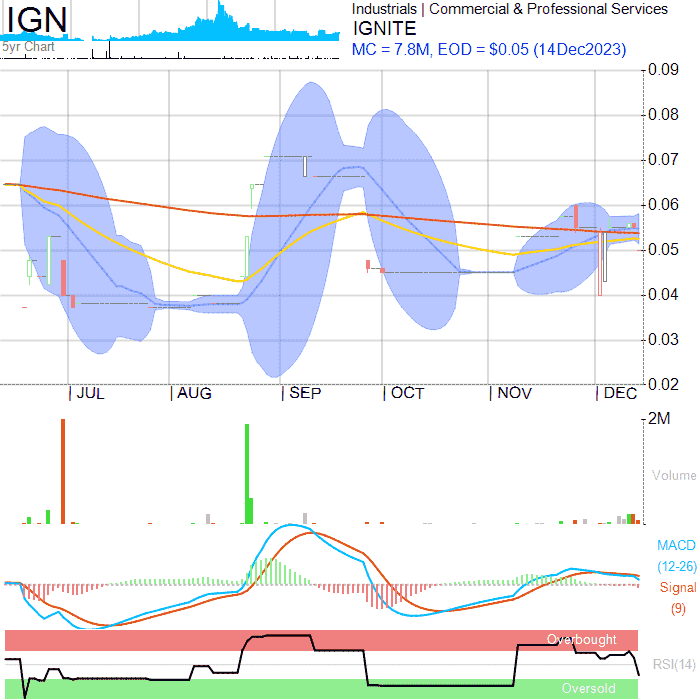 IGN
5yr Chart
Industrials | Commercial & Professional Services
IGNITE
MC = 7.8M, EOD = $0.05 (14Dec2023)
0.09
0.08
0.07
0.06
0.05
0.04
0.03
0.02
JUL AUG SEP OCT NOV DEC
2M
Volume
MACD
(12-26)
Signal
(9)
Overbought
RSI(14)
Oversold